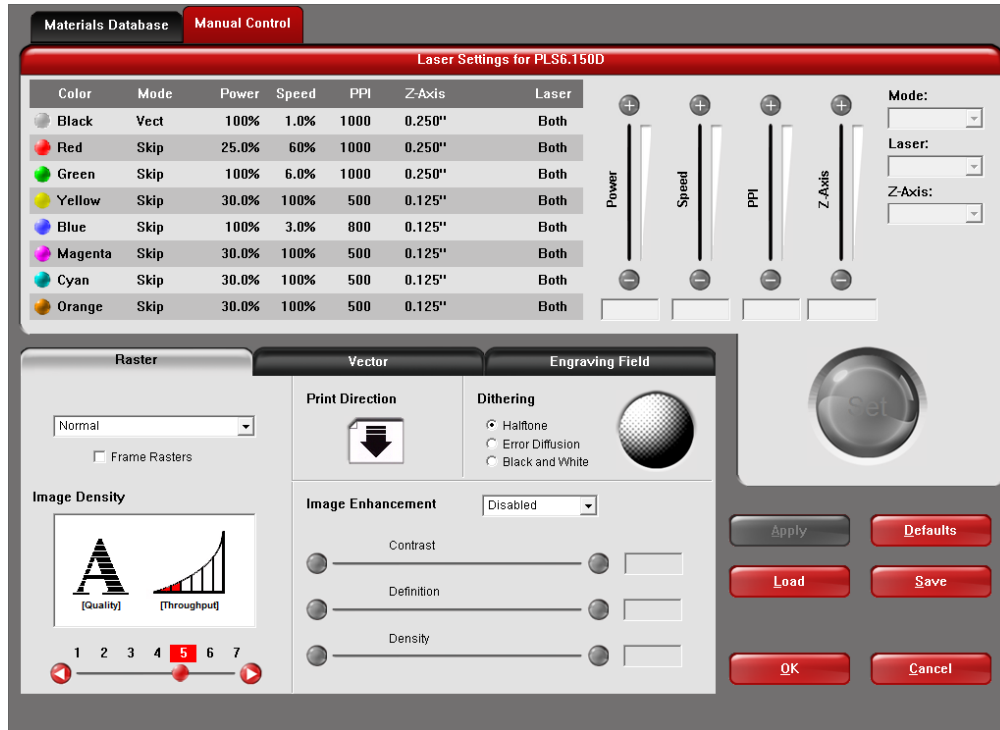 Materials Database Manual Control
Laser Settings for PLS6.150D
Color Mode Power Speed PPI Z-Axis Laser
Black Vect 100% 1.0% 1000 0.250" Both
Red Skip 25.0% 60% 1000 0.250" Both
Green Skip 100% 6.0% 1000 0.250" Both
Yellow Skip 30.0% 100% 500 0.125" Both
Blue Skip 100% 3.0% 800 0.125" Both
Magenta Skip 30.0% 100% 500 0.125" Both
Cyan Skip 30.0% 100% 500 0.125" Both
Orange Skip 30.0% 100% 500 0.125" Both
Power
Speed
PPI
Z-Axis
Mode:
Laser:
Z-Axis:
Set
Raster Vector Engraving Field
Normal
Frame Rasters
Image Density
A
[Quality] [Throughput]
1 2 3 4 5 6 7
Print Direction
Dithering
Halftone
Error Diffusion
Black and White
Image Enhancement Disabled
Contrast
Definition
Density
Apply Defaults
Load Save
OK Cancel